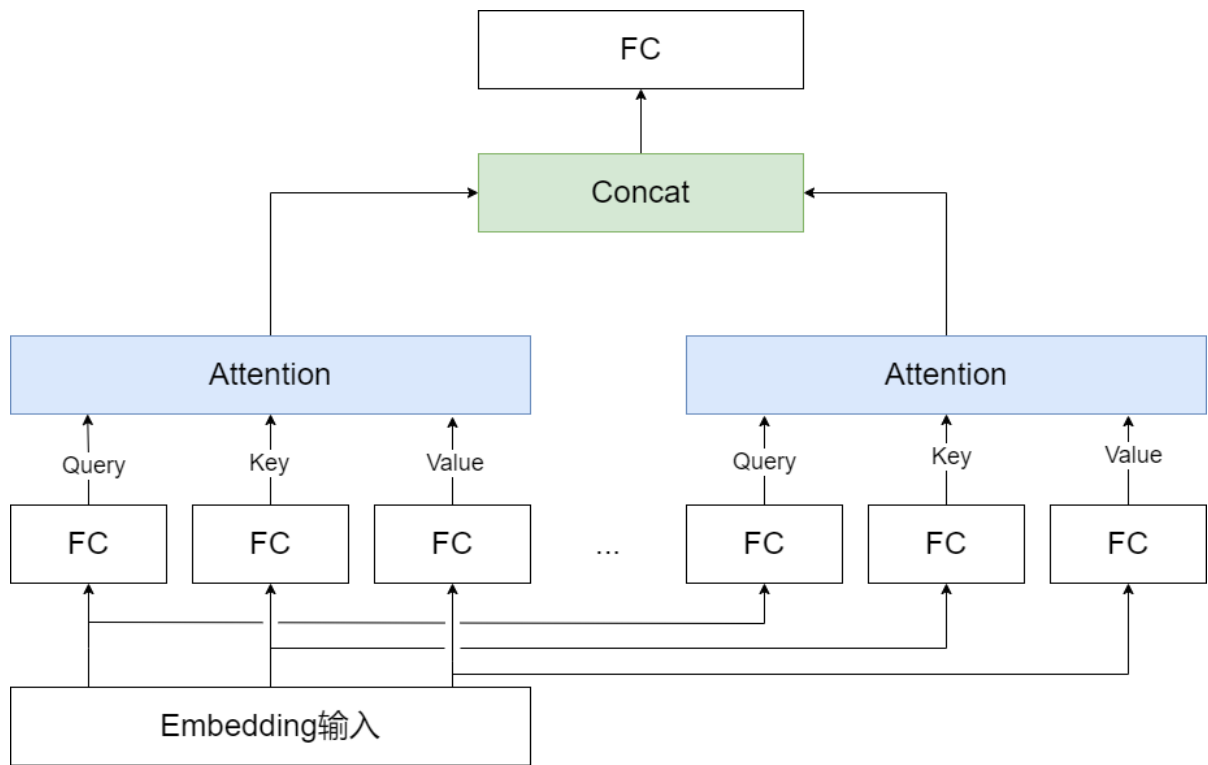 FC
Concat
Attention
Attention
Query
Key
Value
Query
Key
Value
FC
FC
FC
...
FC
FC
FC
Embedding输入